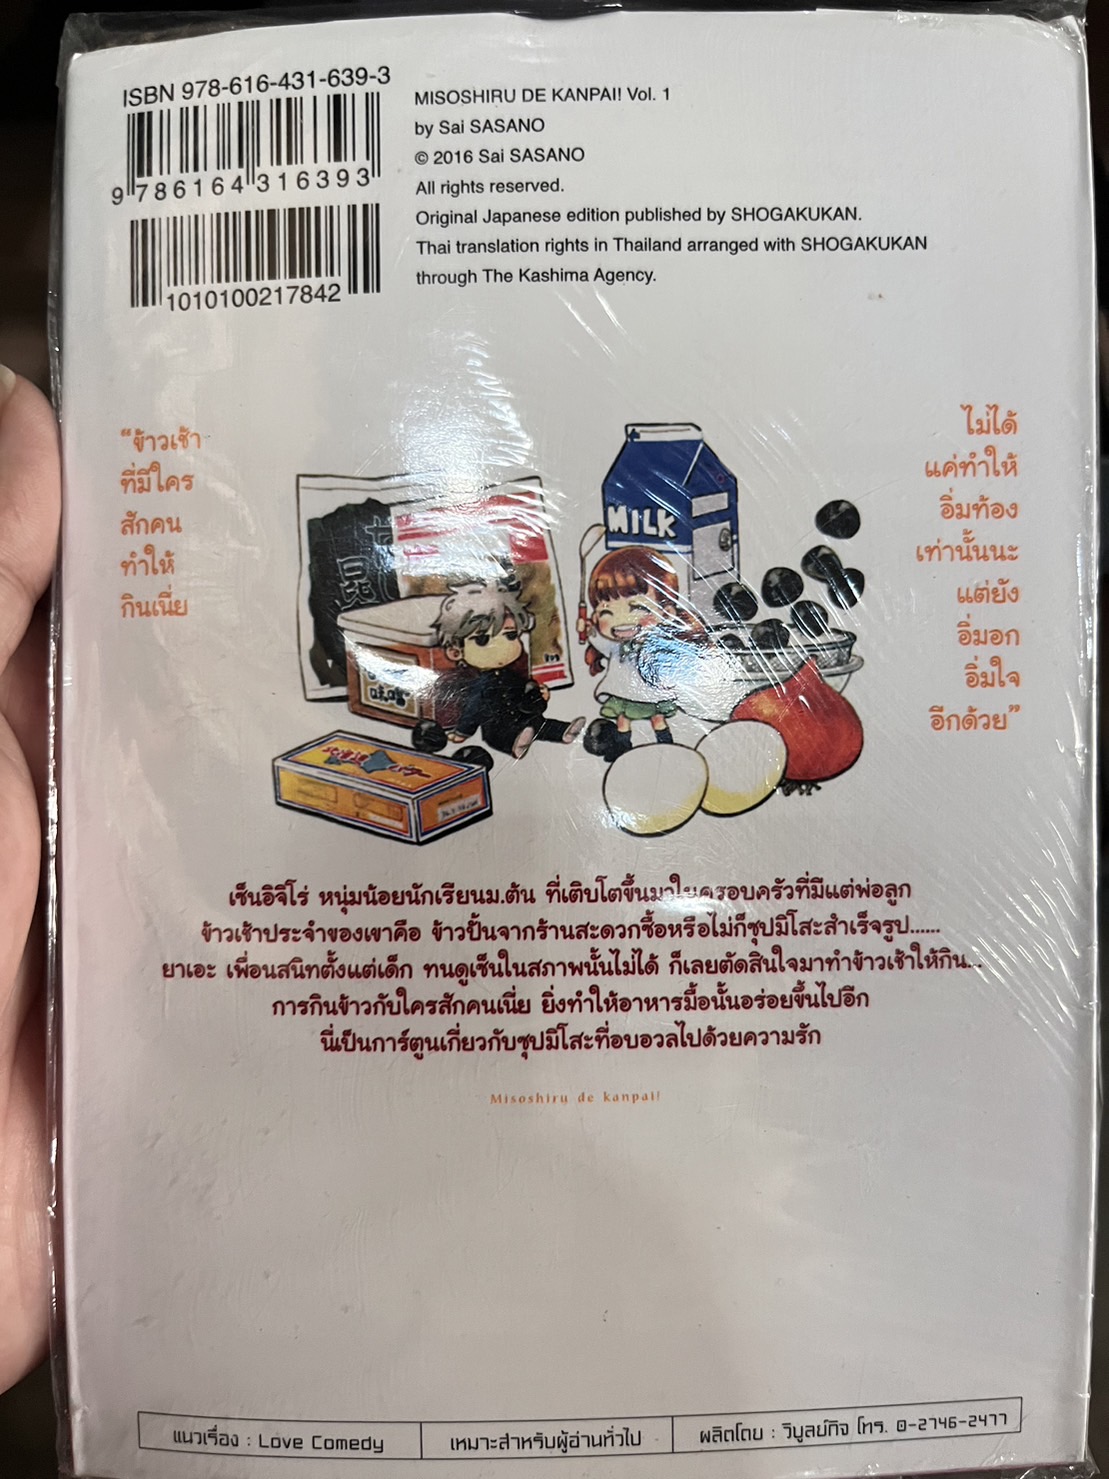 ISBN 978-616-431-639-3
9 786164 316393
1010100217842
MISOSHIRU DE KANPAI! Vol. 1
by Sai SASANO
© 2016 Sai SASANO
All rights reserved.
Original Japanese edition published by SHOGAKUKAN.
Thai translation rights in Thailand arranged with SHOGAKUKAN
through The Kashima Agency.
“ข้าวเช้า
ที่มีใคร
สักคน
ทำให้
กินเนี่ย
ไม่ได้
แค่ทำให้
อิ่มท้อง
เท่านั้นนะ
แต่ยัง
อิ่มอก
อิ่มใจ
อีกด้วย”
MILK
เซ็นอิจิโร่ หนุ่มน้อยนักเรียนม.ต้น ที่เติบโตขึ้นมาในครอบครัวที่มีแต่พ่อลูก
ข้าวเช้าประจำของเขาคือ ข้าวปั้นจากร้านสะดวกซื้อหรือไม่ก็ซุปมิโสะสำเร็จรูป......
ยาเอะ เพื่อนสนิทตั้งแต่เด็ก ทนดูเซ็นในสภาพนั้นไม่ได้ ก็เลยตัดสินใจมาทำข้าวเช้าให้กิน...
การกินข้าวกับใครสักคนเนี่ย ยิ่งทำให้อาหารมื้อนั้นอร่อยขึ้นไปอีก
นี่เป็นการ์ตูนเกี่ยวกับซุปมิโสะที่อบอวลไปด้วยความรัก
Misoshiru de kanpai!
แนวเรื่อง : Love Comedy
เหมาะสำหรับผู้อ่านทั่วไป
ผลิตโดย : วิบูลย์กิจ โทร. 0-2746-2477